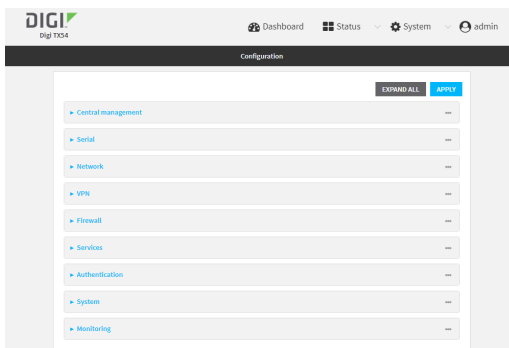 DIGI
Digi TX54
Dashboard Status System admin
Configuration
EXPAND ALL APPLY
Central management
Serial
Network
VPN
Firewall
Services
Authentication
System
Monitoring